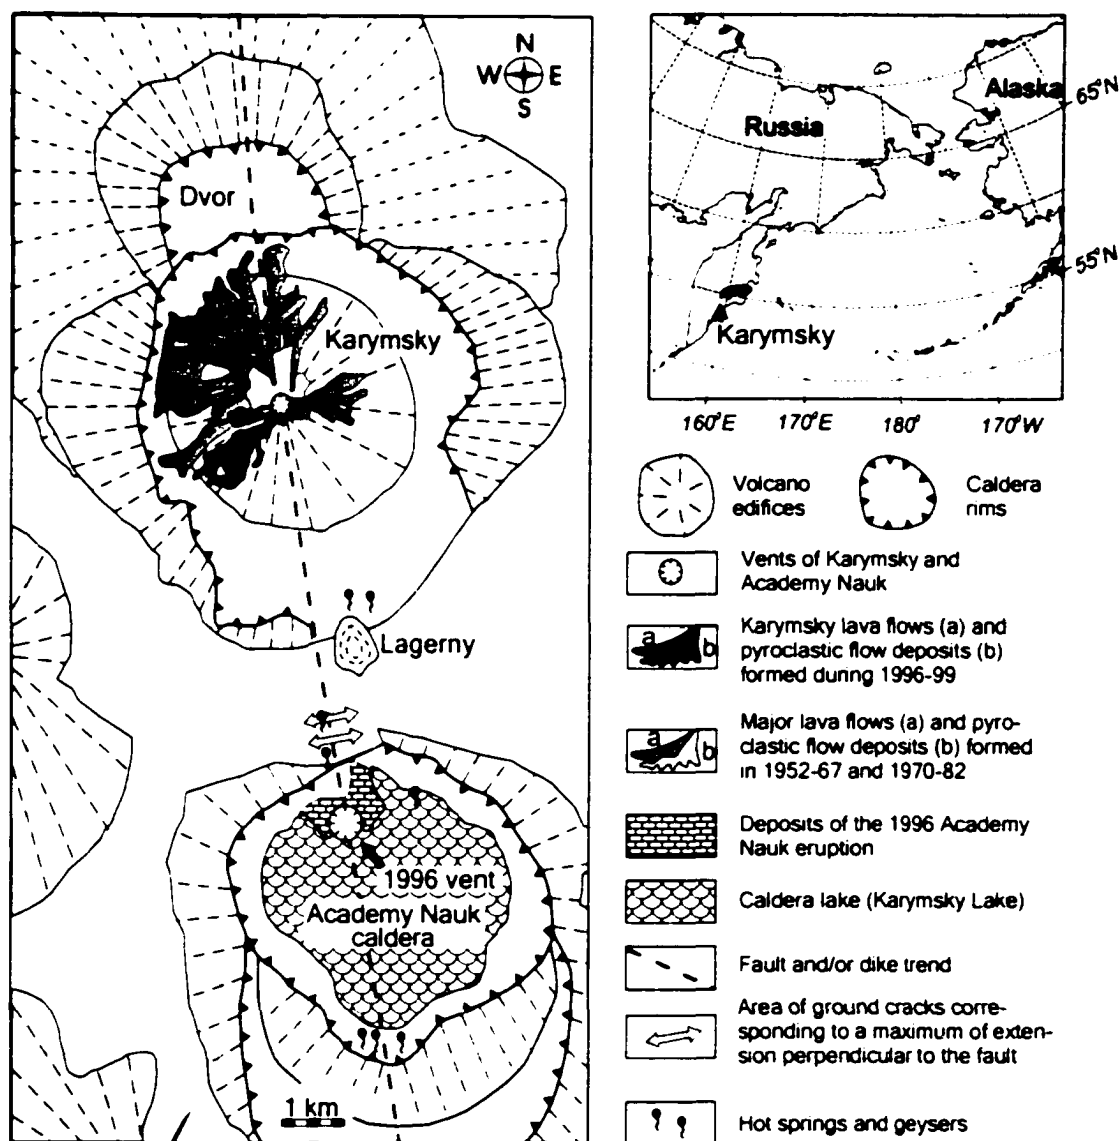 N
W E
S
Dvor
Karymsky
Lagerny
1996 vent
Academy Nauk
caldera
1 km
Russia
Alaska
65°N
55°N
Karymsky
160°E 170°E 180° 170°W
Volcano
edifices
Caldera
rims
Vents of Karymsky and
Academy Nauk
a
b
Karymsky lava flows (a) and
pyroclastic flow deposits (b)
formed during 1996-99
a
b
Major lava flows (a) and pyro-
clastic flow deposits (b) formed
in 1952-67 and 1970-82
Deposits of the 1996 Academy
Nauk eruption
Caldera lake (Karymsky Lake)
Fault and/or dike trend
Area of ground cracks corre-
sponding to a maximum of exten-
sion perpendicular to the fault
Hot springs and geysers